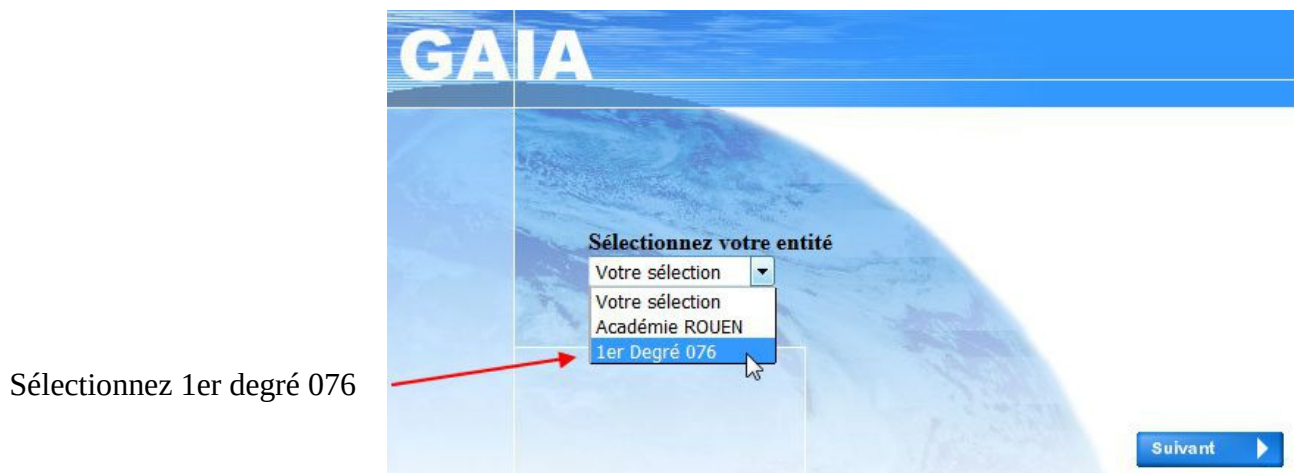 GAIA
Sélectionnez votre entité
Votre sélection
Votre sélection
Académie ROUEN
1er Degré 076
Sélectionnez 1er degré 076
Suivant